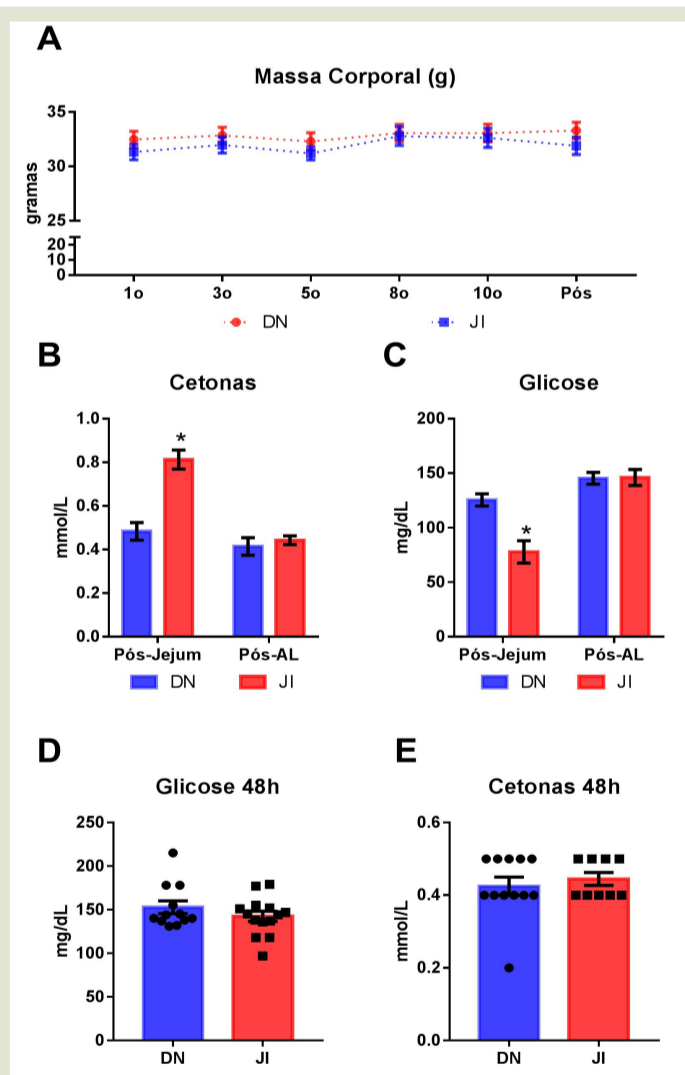 A
Massa Corporal (g)
gramas
35
30
25
20
10
0
1o 3o 5o 8o 10o Pós
DN JI
B
Cetonas
mmol/L
1.0
0.8
0.6
0.4
0.2
0.0
*
Pós-Jejum Pós-AL
DN JI
C
Glicose
mg/dL
200
150
100
50
0
*
Pós-Jejum Pós-AL
DN JI
D
Glicose 48h
mg/dL
250
200
150
100
50
0
DN JI
E
Cetonas 48h
mmol/L
0.6
0.4
0.2
0.0
DN JI